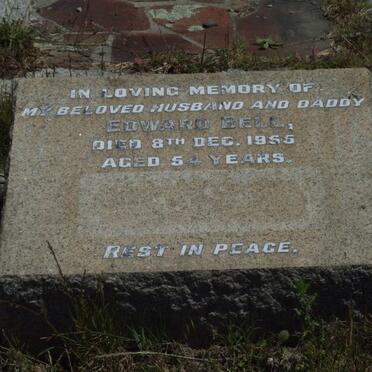 IN LOVING MEMORY OF
MY BELOVED HUSBAND AND DADDY
EDWARD BELL,
DIED 8TH DEC. 1955
AGED 54 YEARS.
REST IN PEACE.